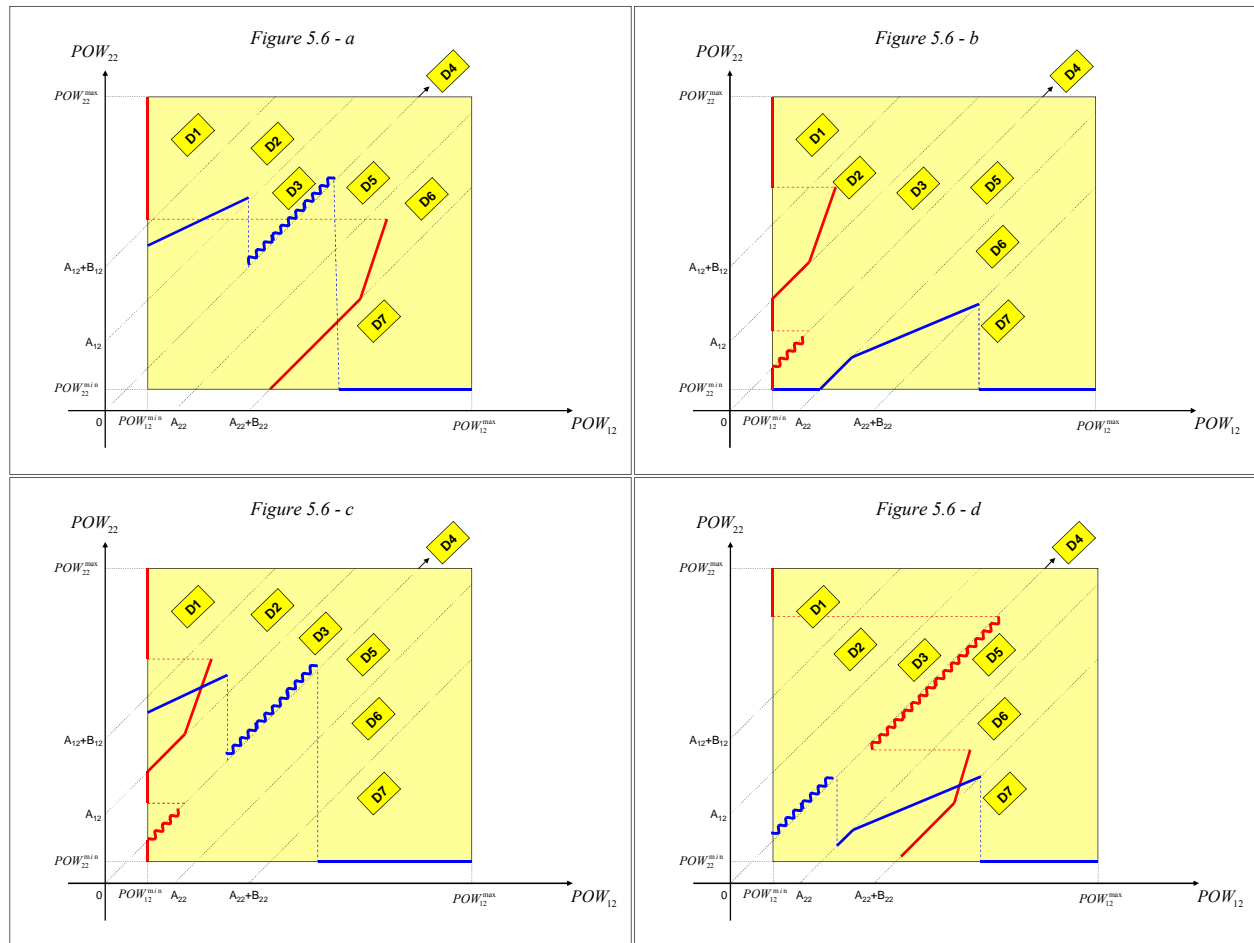 Figure 5.6 - a
POW22
D4
POW22max
D1
D2
D3
D5
D6
A12+B12
D7
A12
POW22min
0
POW12min
A22
A22+B22
POW12max
POW12
Figure 5.6 - b
POW22
D4
POW22max
D1
D2
D3
D5
D6
A12+B12
D7
A12
POW22min
0
POW12min
A22
A22+B22
POW12max
POW12
Figure 5.6 - c
POW22
D4
POW22max
D1
D2
D3
D5
D6
A12+B12
D7
A12
POW22min
0
POW12min
A22
A22+B22
POW12max
POW12
Figure 5.6 - d
POW22
D4
POW22max
D1
D2
D3
D5
D6
A12+B12
D7
A12
POW22min
0
POW12min
A22
A22+B22
POW12max
POW12